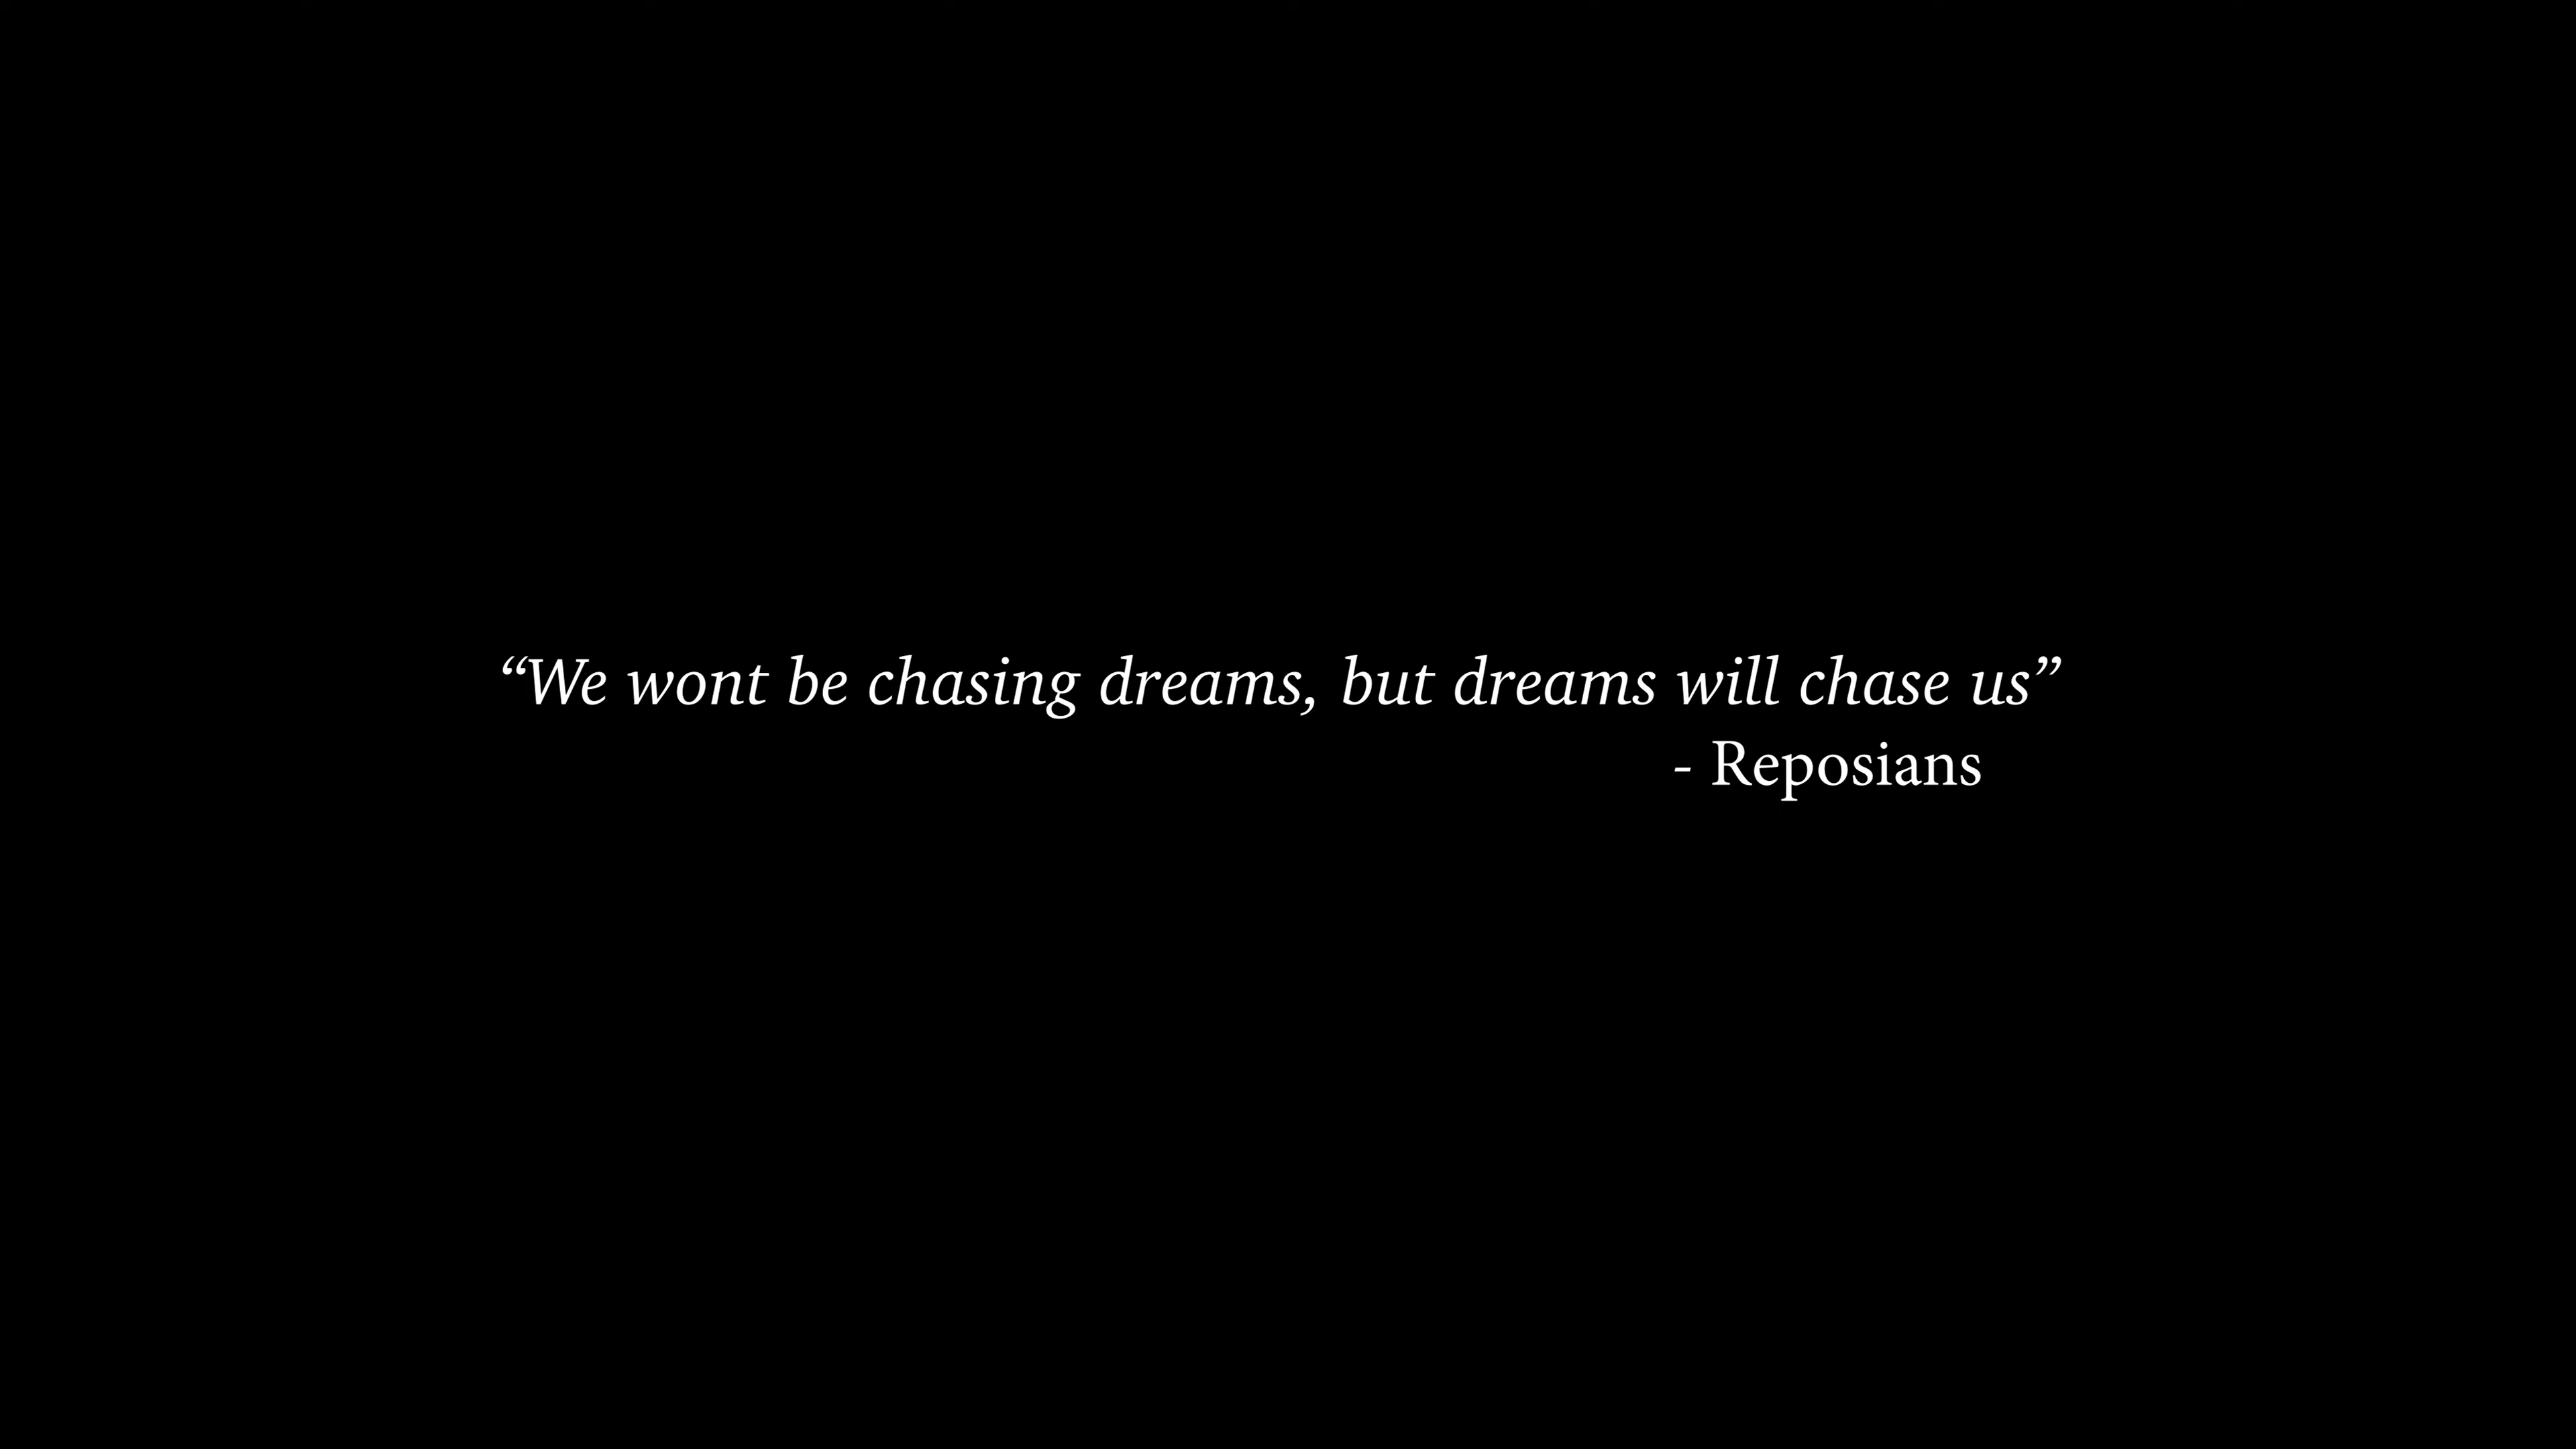 “We wont be chasing dreams, but dreams will chase us”
- Reposians